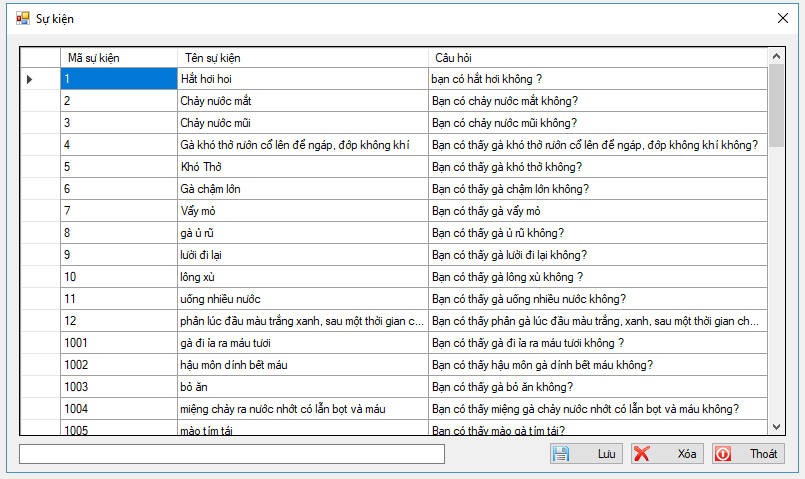 Sự kiện
Mã sự kiện Tên sự kiện Câu hỏi
1 Hắt hơi hoi bạn có hắt hơi không ?
2 Chảy nước mắt Bạn có chảy nước mắt không?
3 Chảy nước mũi Bạn có chảy nước mũi không?
4 Gà khó thở rướn cổ lên để ngáp, đớp không khí Bạn có thấy gà khó thở rướn cổ lên để ngáp, đớp không khí không?
5 Khó Thở Bạn có thấy gà khó thở không?
6 Gà chậm lớn Bạn có thấy gà chậm lớn không?
7 Vẩy mỏ Bạn có thấy gà vẩy mỏ
8 gà ủ rũ Bạn có thấy gà ủ rũ không?
9 lười đi lại Bạn có thấy gà lười đi lại không?
10 lông xù Bạn có thấy gà lông xù không ?
11 uống nhiều nước Bạn có thấy gà uống nhiều nước không?
12 phân lúc đầu màu trắng xanh, sau một thời gian c... Bạn có thấy phân gà lúc đầu màu trắng, xanh, sau một thời gian ch...
1001 gà đi ỉa ra máu tươi Bạn có thấy gà đi ỉa ra máu tươi không ?
1002 hậu môn dính bết máu Bạn có thấy hậu môn gà dính bết máu không?
1003 bỏ ăn Bạn có thấy gà bỏ ăn không?
1004 miệng chảy ra nước nhớt có lẫn bọt và máu Bạn có thấy miệng gà chảy nước nhớt có lẫn bọt và máu không?
1005 mào tím tái Bạn có thấy mào gà tím tái?
Lưu Xóa Thoát